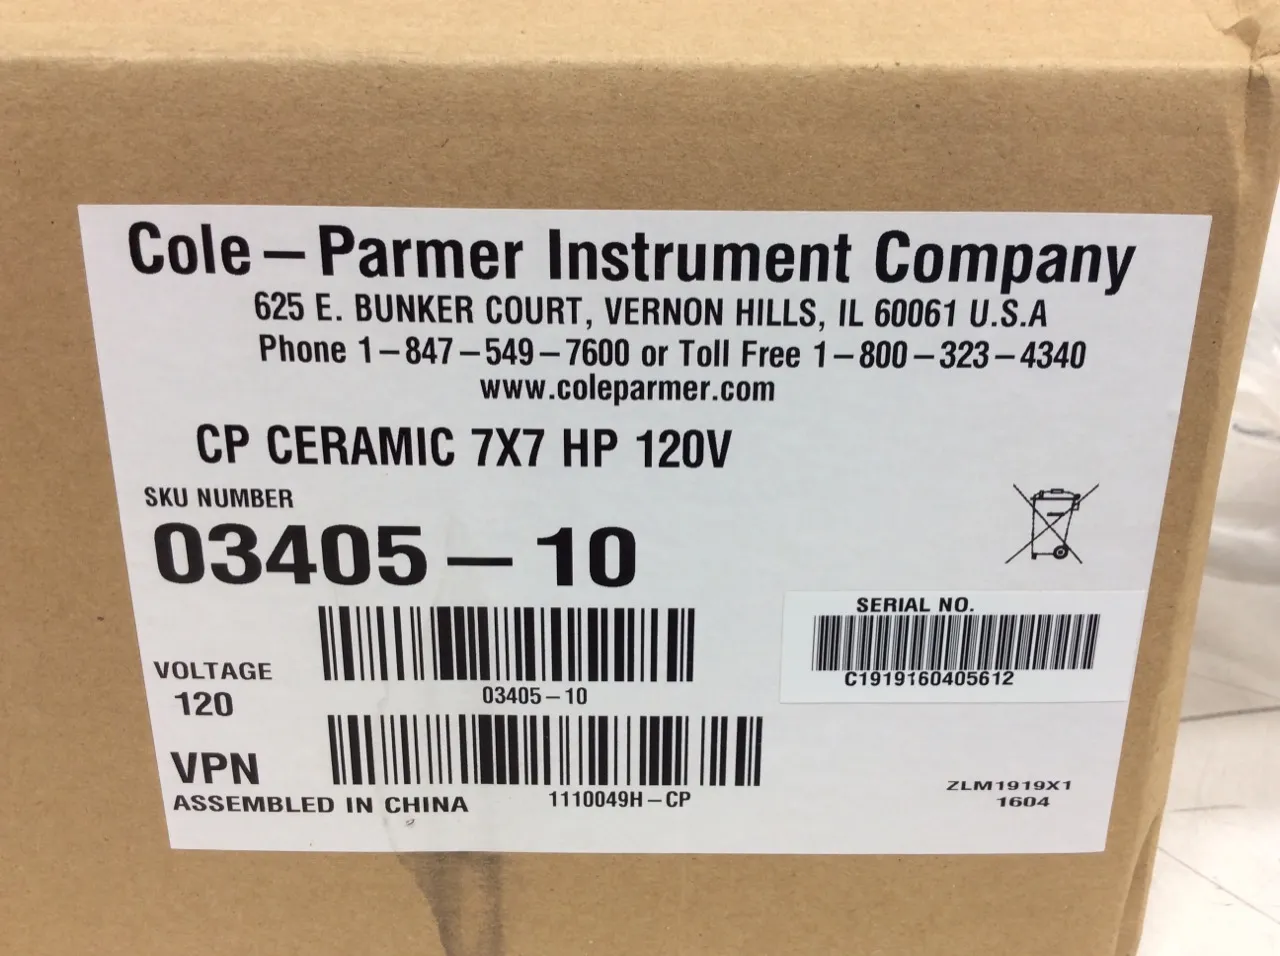 Cole-Parmer Instrument Company
625 E. BUNKER COURT, VERNON HILLS, IL 60061 U.S.A
Phone 1-847-549-7600 or Toll Free 1-800-323-4340
www.coleparmer.com
CP CERAMIC 7X7 HP 120V
SKU NUMBER
03405-10
SERIAL NO.
C1919160405612
VOLTAGE
120
03405-10
VPN
1110049H-CP
ASSEMBLED IN CHINA
ZLM1919X1
1604